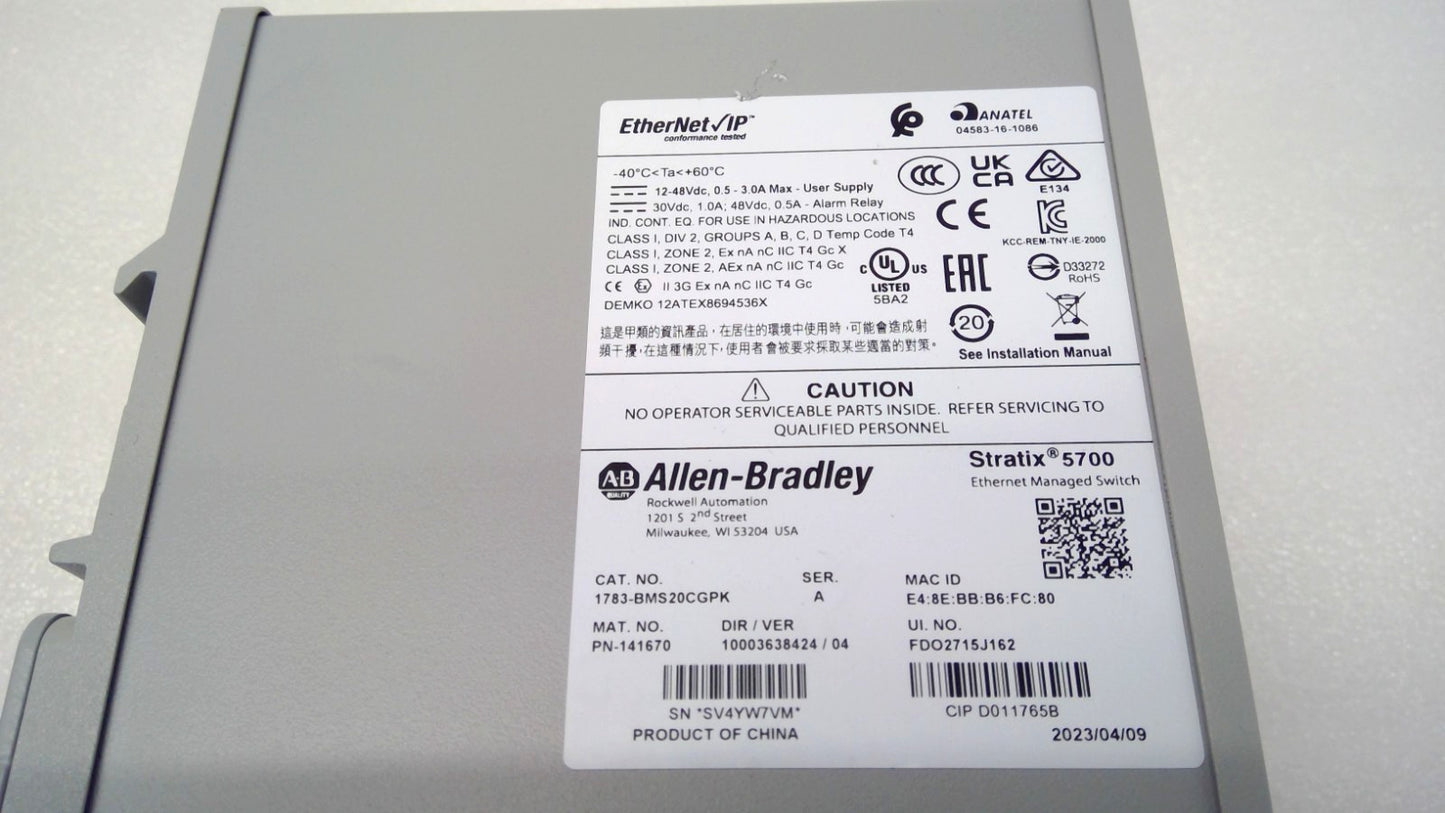 EtherNet/IP™
conformance tested
ANATEL
04583-16-1086
-40°C<Ta<+60°C
12-48Vdc, 0.5 - 3.0A Max - User Supply
30Vdc, 1.0A; 48Vdc, 0.5A - Alarm Relay
IND. CONT. EQ. FOR USE IN HAZARDOUS LOCATIONS
CLASS I, DIV 2, GROUPS A, B, C, D Temp Code T4
CLASS I, ZONE 2, Ex nA nC IIC T4 Gc X
CLASS I, ZONE 2, AEx nA nC IIC T4 Gc
CE Ex II 3G Ex nA nC IIC T4 Gc
DEMKO 12ATEX8694536X
CCC
UK
CA
E134
CE
KC
KCC-REM-TNY-IE-2000
C UL US
LISTED
5BA2
EAC
D33272
RoHS
20
See Installation Manual
這是甲類的資訊產品，在居住的環境中使用時，可能會造成射
頻干擾，在這種情況下，使用者會被要求採取某些適當的對策。
CAUTION
NO OPERATOR SERVICEABLE PARTS INSIDE. REFER SERVICING TO
QUALIFIED PERSONNEL
AB Allen-Bradley
QUALITY
Rockwell Automation
1201 S 2nd Street
Milwaukee, WI 53204 USA
Stratix® 5700
Ethernet Managed Switch
CAT. NO. SER. MAC ID
1783-BMS20CGPK A E4:8E:BB:B6:FC:80
MAT. NO. DIR / VER UI. NO.
PN-141670 10003638424 / 04 FDO2715J162
SN *SV4YW7VM* CIP D011765B
PRODUCT OF CHINA 2023/04/09